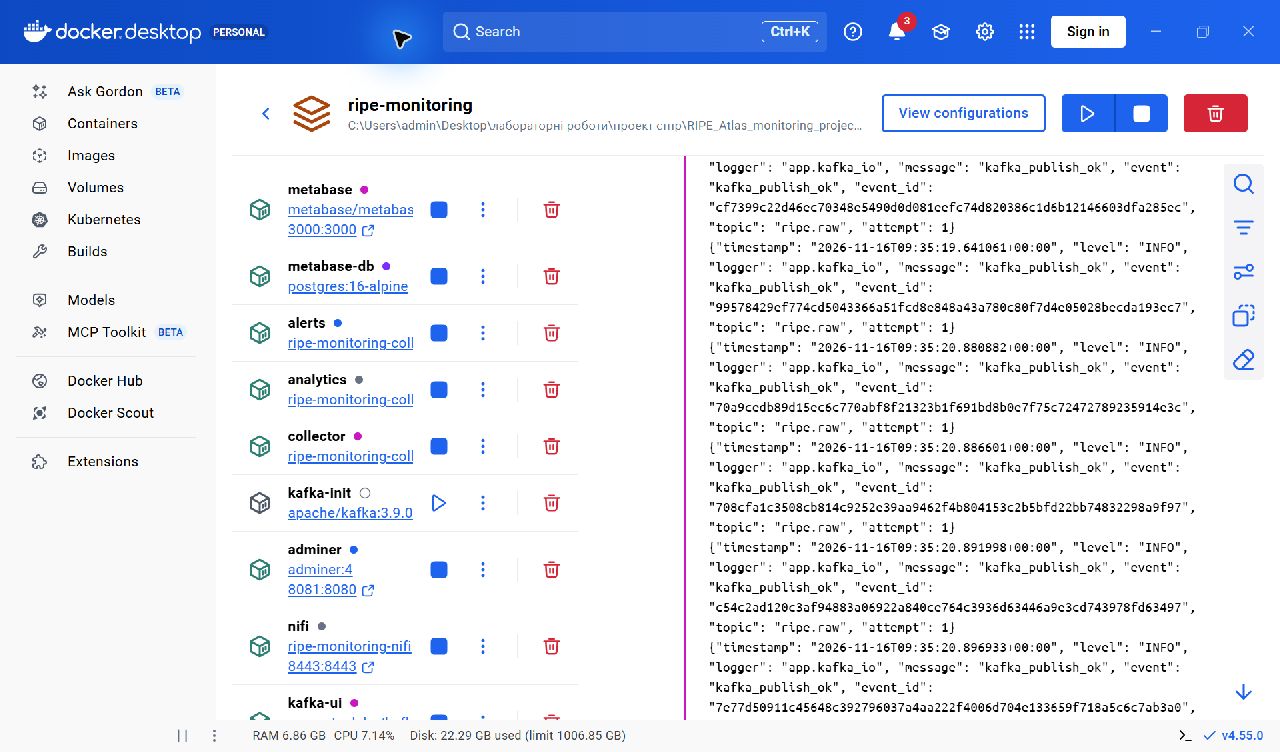 docker.desktop PERSONAL
Search
Ctrl+K
3
Sign in
Ask Gordon BETA
Containers
Images
Volumes
Kubernetes
Builds
Models
MCP Toolkit BETA
Docker Hub
Docker Scout
Extensions
ripe-monitoring
C:\Users\admin\Desktop\лабораторні роботи\проєкт стпр\RIPE_Atlas_monitoring_projec...
View configurations
metabase
metabase/metabas
3000:3000
metabase-db
postgres:16-alpine
alerts
ripe-monitoring-coll
analytics
ripe-monitoring-coll
collector
ripe-monitoring-coll
kafka-init
apache/kafka:3.9.0
adminer
adminer:4
8081:8080
nifi
ripe-monitoring-nifi
8443:8443
kafka-ui
"logger": "app.kafka_io", "message": "kafka_publish_ok", "event":
"kafka_publish_ok", "event_id":
"cf7399c22d46ec70348e5490d0d081eefc74d820386c1d6b12146603dfa285ec",
"topic": "ripe.raw", "attempt": 1}
{"timestamp": "2026-11-16T09:35:19.641061+00:00", "level": "INFO",
"logger": "app.kafka_io", "message": "kafka_publish_ok", "event":
"kafka_publish_ok", "event_id":
"99578429ef774cd5043366a51fcd8e848a43a780c80f7d4e05028becda193ec7",
"topic": "ripe.raw", "attempt": 1}
{"timestamp": "2026-11-16T09:35:20.880882+00:00", "level": "INFO",
"logger": "app.kafka_io", "message": "kafka_publish_ok", "event":
"kafka_publish_ok", "event_id":
"70a9cedb89d15ec6c770abf8f21323b1f691bd8b0e7f75c72472789235914e3c",
"topic": "ripe.raw", "attempt": 1}
{"timestamp": "2026-11-16T09:35:20.886601+00:00", "level": "INFO",
"logger": "app.kafka_io", "message": "kafka_publish_ok", "event":
"kafka_publish_ok", "event_id":
"708cfa1c3508cb814c9252e39aa9462f4b804153c2b5bfd22bb74832298a9f97",
"topic": "ripe.raw", "attempt": 1}
{"timestamp": "2026-11-16T09:35:20.891998+00:00", "level": "INFO",
"logger": "app.kafka_io", "message": "kafka_publish_ok", "event":
"kafka_publish_ok", "event_id":
"c54c2ad120c3af94883a06922a840ce764c3936d63446a9e3cd743978fd63497",
"topic": "ripe.raw", "attempt": 1}
{"timestamp": "2026-11-16T09:35:20.896933+00:00", "level": "INFO",
"logger": "app.kafka_io", "message": "kafka_publish_ok", "event":
"kafka_publish_ok", "event_id":
"7e77d50911c45648c392796037a4aa222f4006d704e133659f718a5c6c7ab3a0",
RAM 6.86 GB CPU 7.14% Disk: 22.29 GB used (limit 1006.85 GB)
v4.55.0